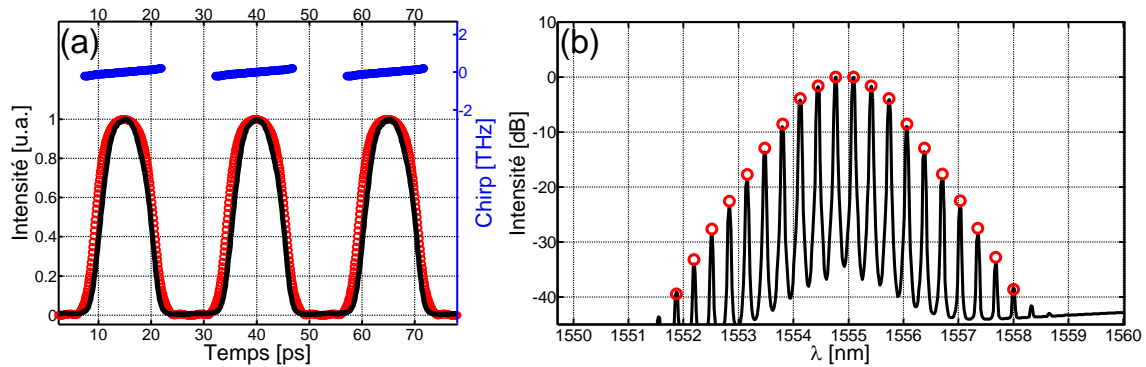 10 20 30 40 50 60 70
(a)
2
0
-2
Intensité [u.a.]
1
0.8
0.6
0.4
0.2
0
Chirp [THz]
10 20 30 40 50 60 70
Temps [ps]
(b)
Intensité [dB]
10
0
-10
-20
-30
-40
1550 1551 1552 1553 1554 1555 1556 1557 1558 1559 1560
λ [nm]